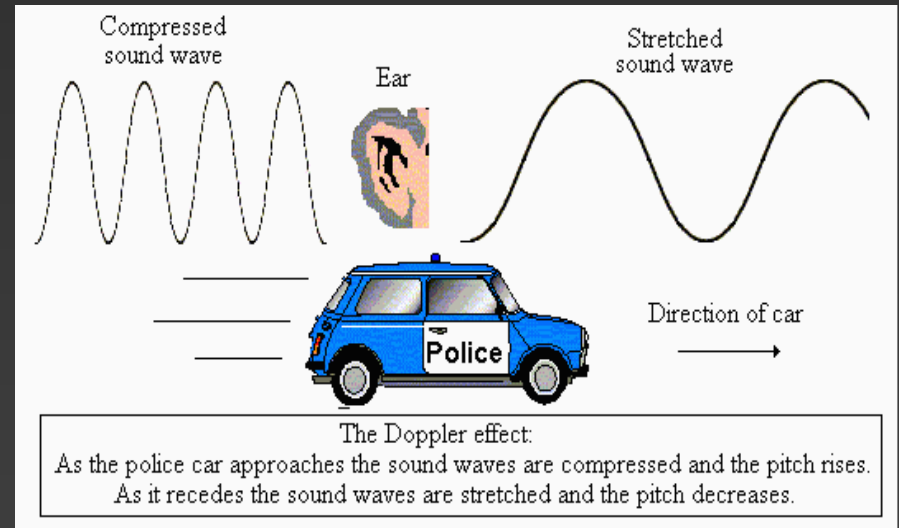 Compressed
sound wave
Ear
Stretched
sound wave
Police
Direction of car
The Doppler effect:
As the police car approaches the sound waves are compressed and the pitch rises.
As it recedes the sound waves are stretched and the pitch decreases.